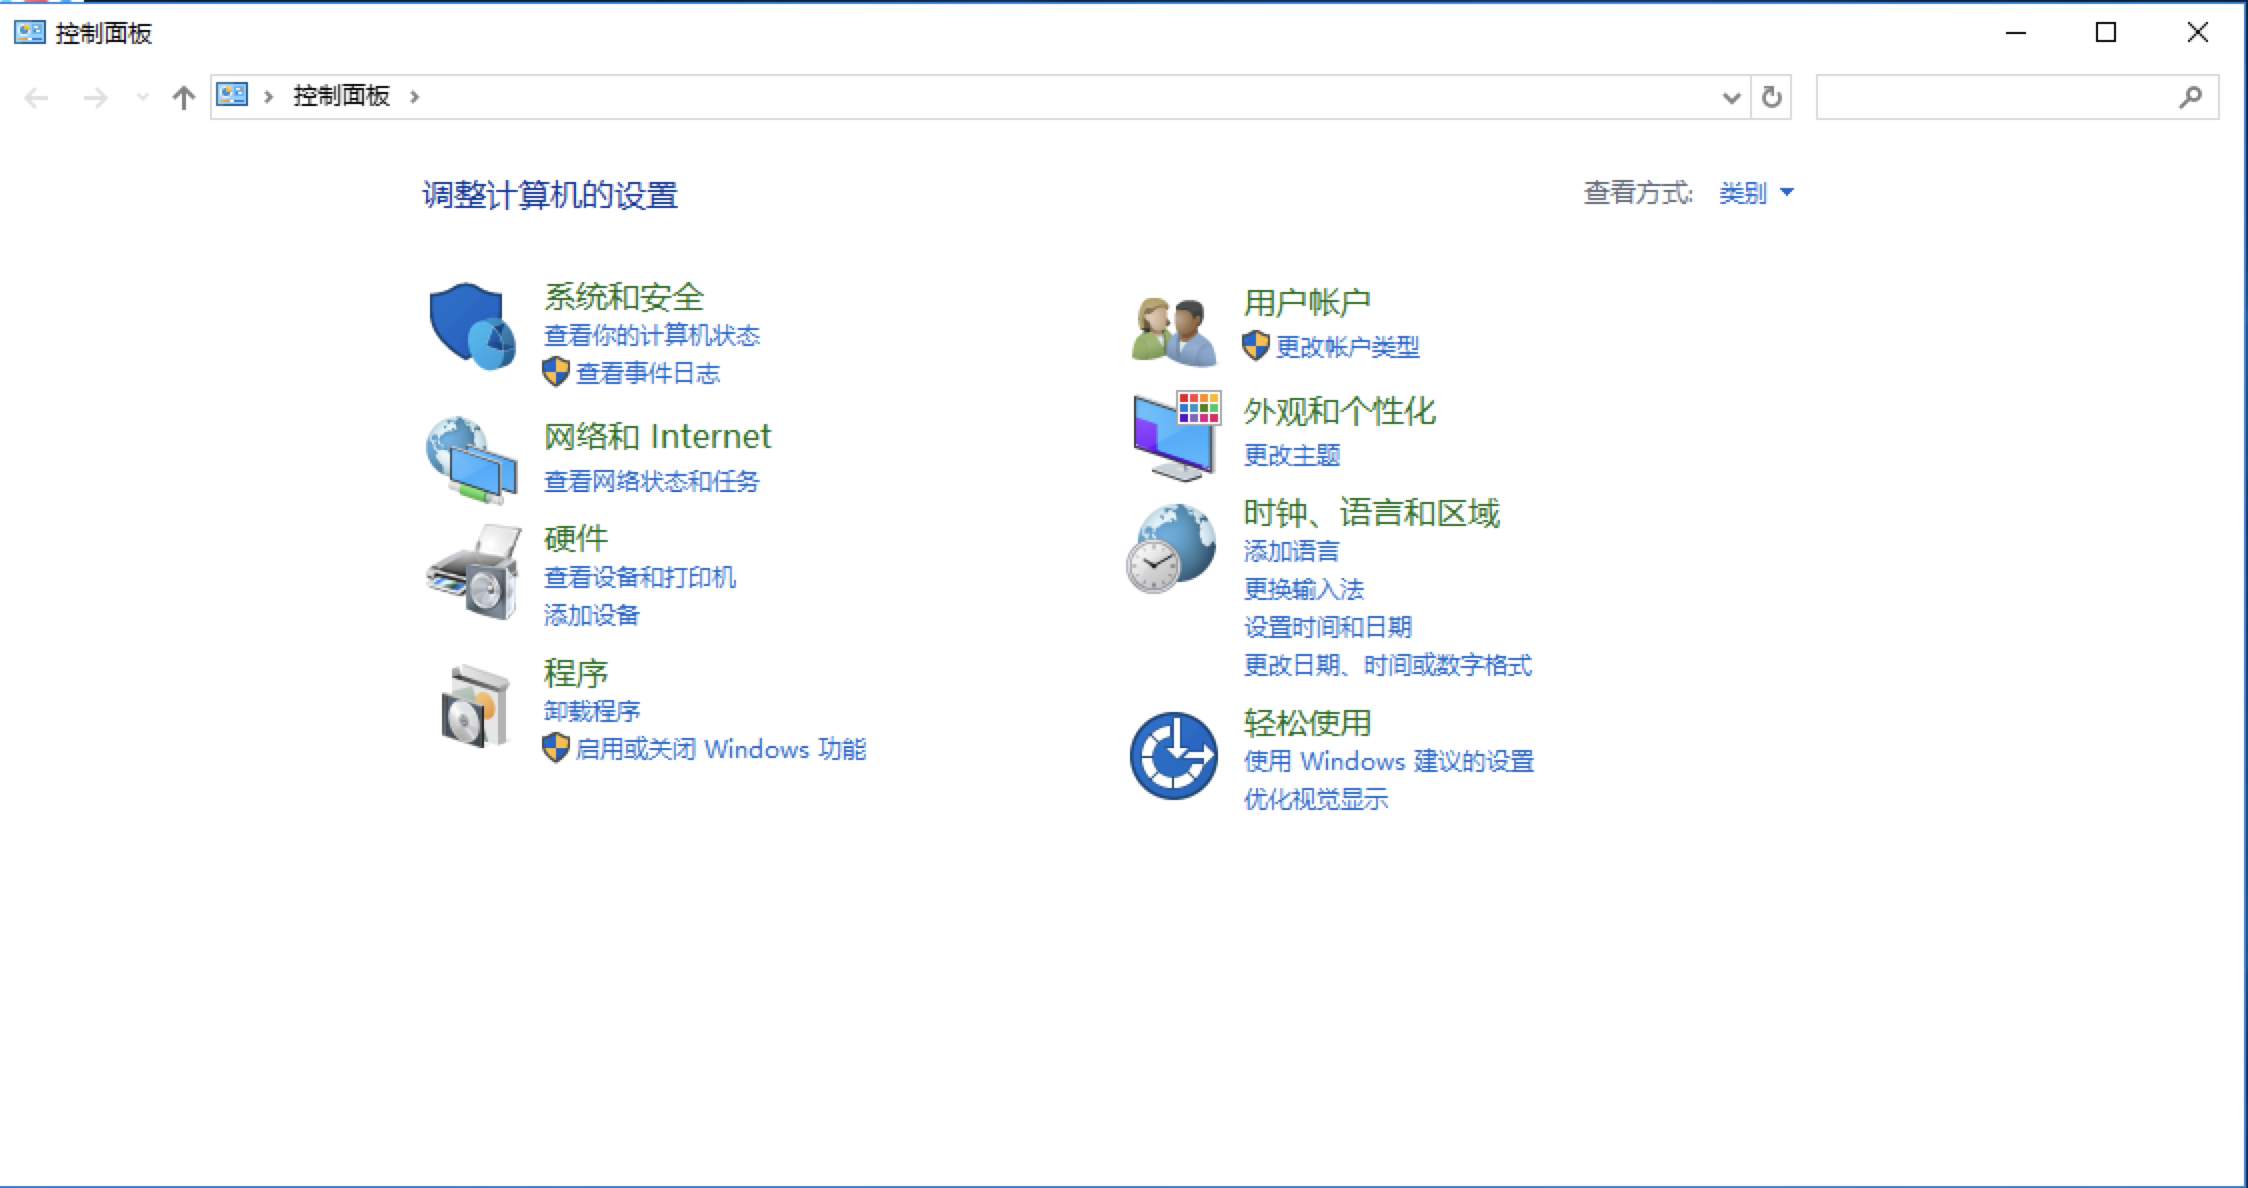 控制面板
控制面板
调整计算机的设置
查看方式: 类别
系统和安全
查看你的计算机状态
查看事件日志
网络和 Internet
查看网络状态和任务
硬件
查看设备和打印机
添加设备
程序
卸载程序
启用或关闭 Windows 功能
用户帐户
更改帐户类型
外观和个性化
更改主题
时钟、语言和区域
添加语言
更换输入法
设置时间和日期
更改日期、时间或数字格式
轻松使用
使用 Windows 建议的设置
优化视觉显示